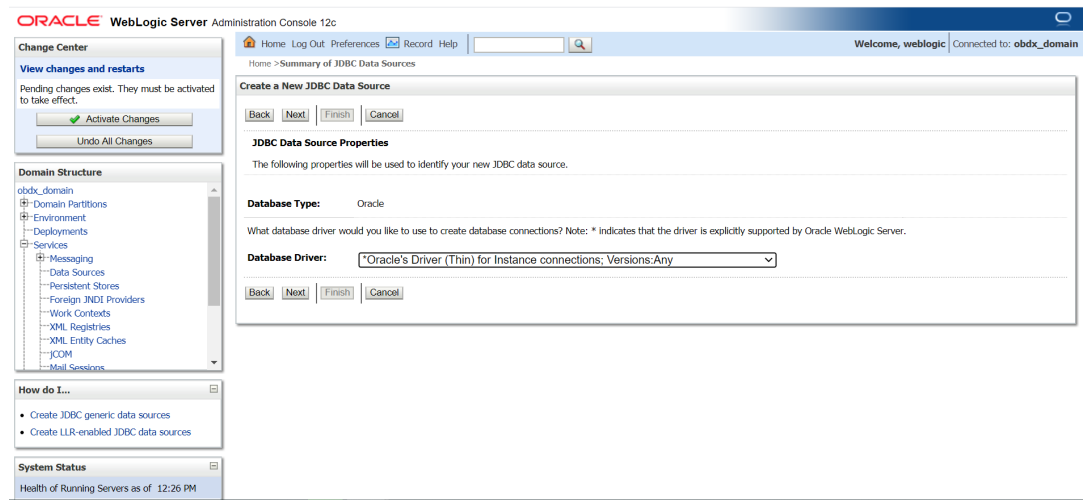 ORACLE WebLogic Server Administration Console 12c
Change Center
View changes and restarts
Pending changes exist. They must be activated
to take effect.
Activate Changes
Undo All Changes
Domain Structure
obdx_domain
Domain Partitions
Environment
Deployments
Services
Messaging
Data Sources
Persistent Stores
Foreign JNDI Providers
Work Contexts
XML Registries
XML Entity Caches
jCOM
Mail Sessions
How do I...
Create JDBC generic data sources
Create LLR-enabled JDBC data sources
System Status
Health of Running Servers as of 12:26 PM
Home Log Out Preferences Record Help
Welcome, weblogic Connected to: obdx_domain
Home >Summary of JDBC Data Sources
Create a New JDBC Data Source
Back Next Finish Cancel
JDBC Data Source Properties
The following properties will be used to identify your new JDBC data source.
Database Type: Oracle
What database driver would you like to use to create database connections? Note: * indicates that the driver is explicitly supported by Oracle WebLogic Server.
Database Driver: *Oracle's Driver (Thin) for Instance connections; Versions:Any
Back Next Finish Cancel